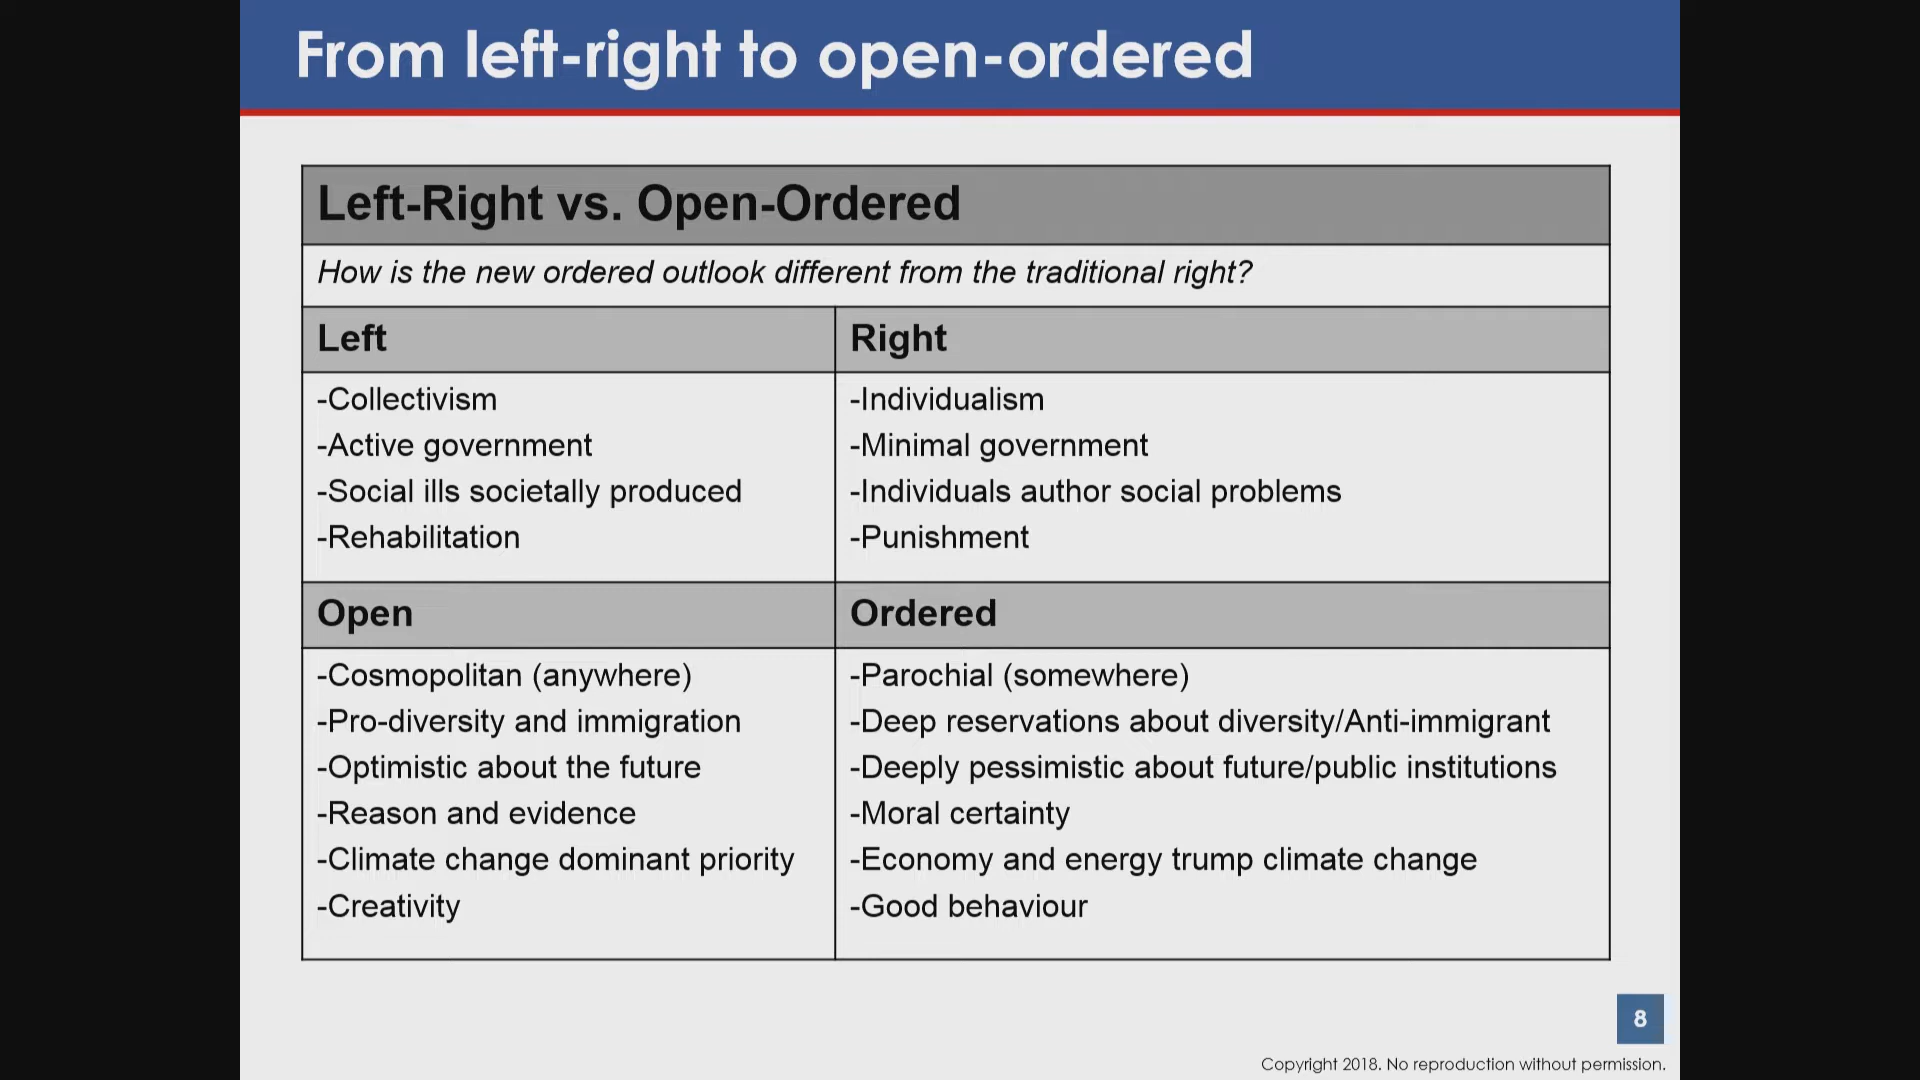 From left-right to open-ordered
Left-Right vs. Open-Ordered
How is the new ordered outlook different from the traditional right?
Left
Right
-Collectivism
-Active government
-Social ills societally produced
-Rehabilitation
-Individualism
-Minimal government
-Individuals author social problems
-Punishment
Open
Ordered
-Cosmopolitan (anywhere)
-Pro-diversity and immigration
-Optimistic about the future
-Reason and evidence
-Climate change dominant priority
-Creativity
-Parochial (somewhere)
-Deep reservations about diversity/Anti-immigrant
-Deeply pessimistic about future/public institutions
-Moral certainty
-Economy and energy trump climate change
-Good behaviour
8
Copyright 2018. No reproduction without permission.